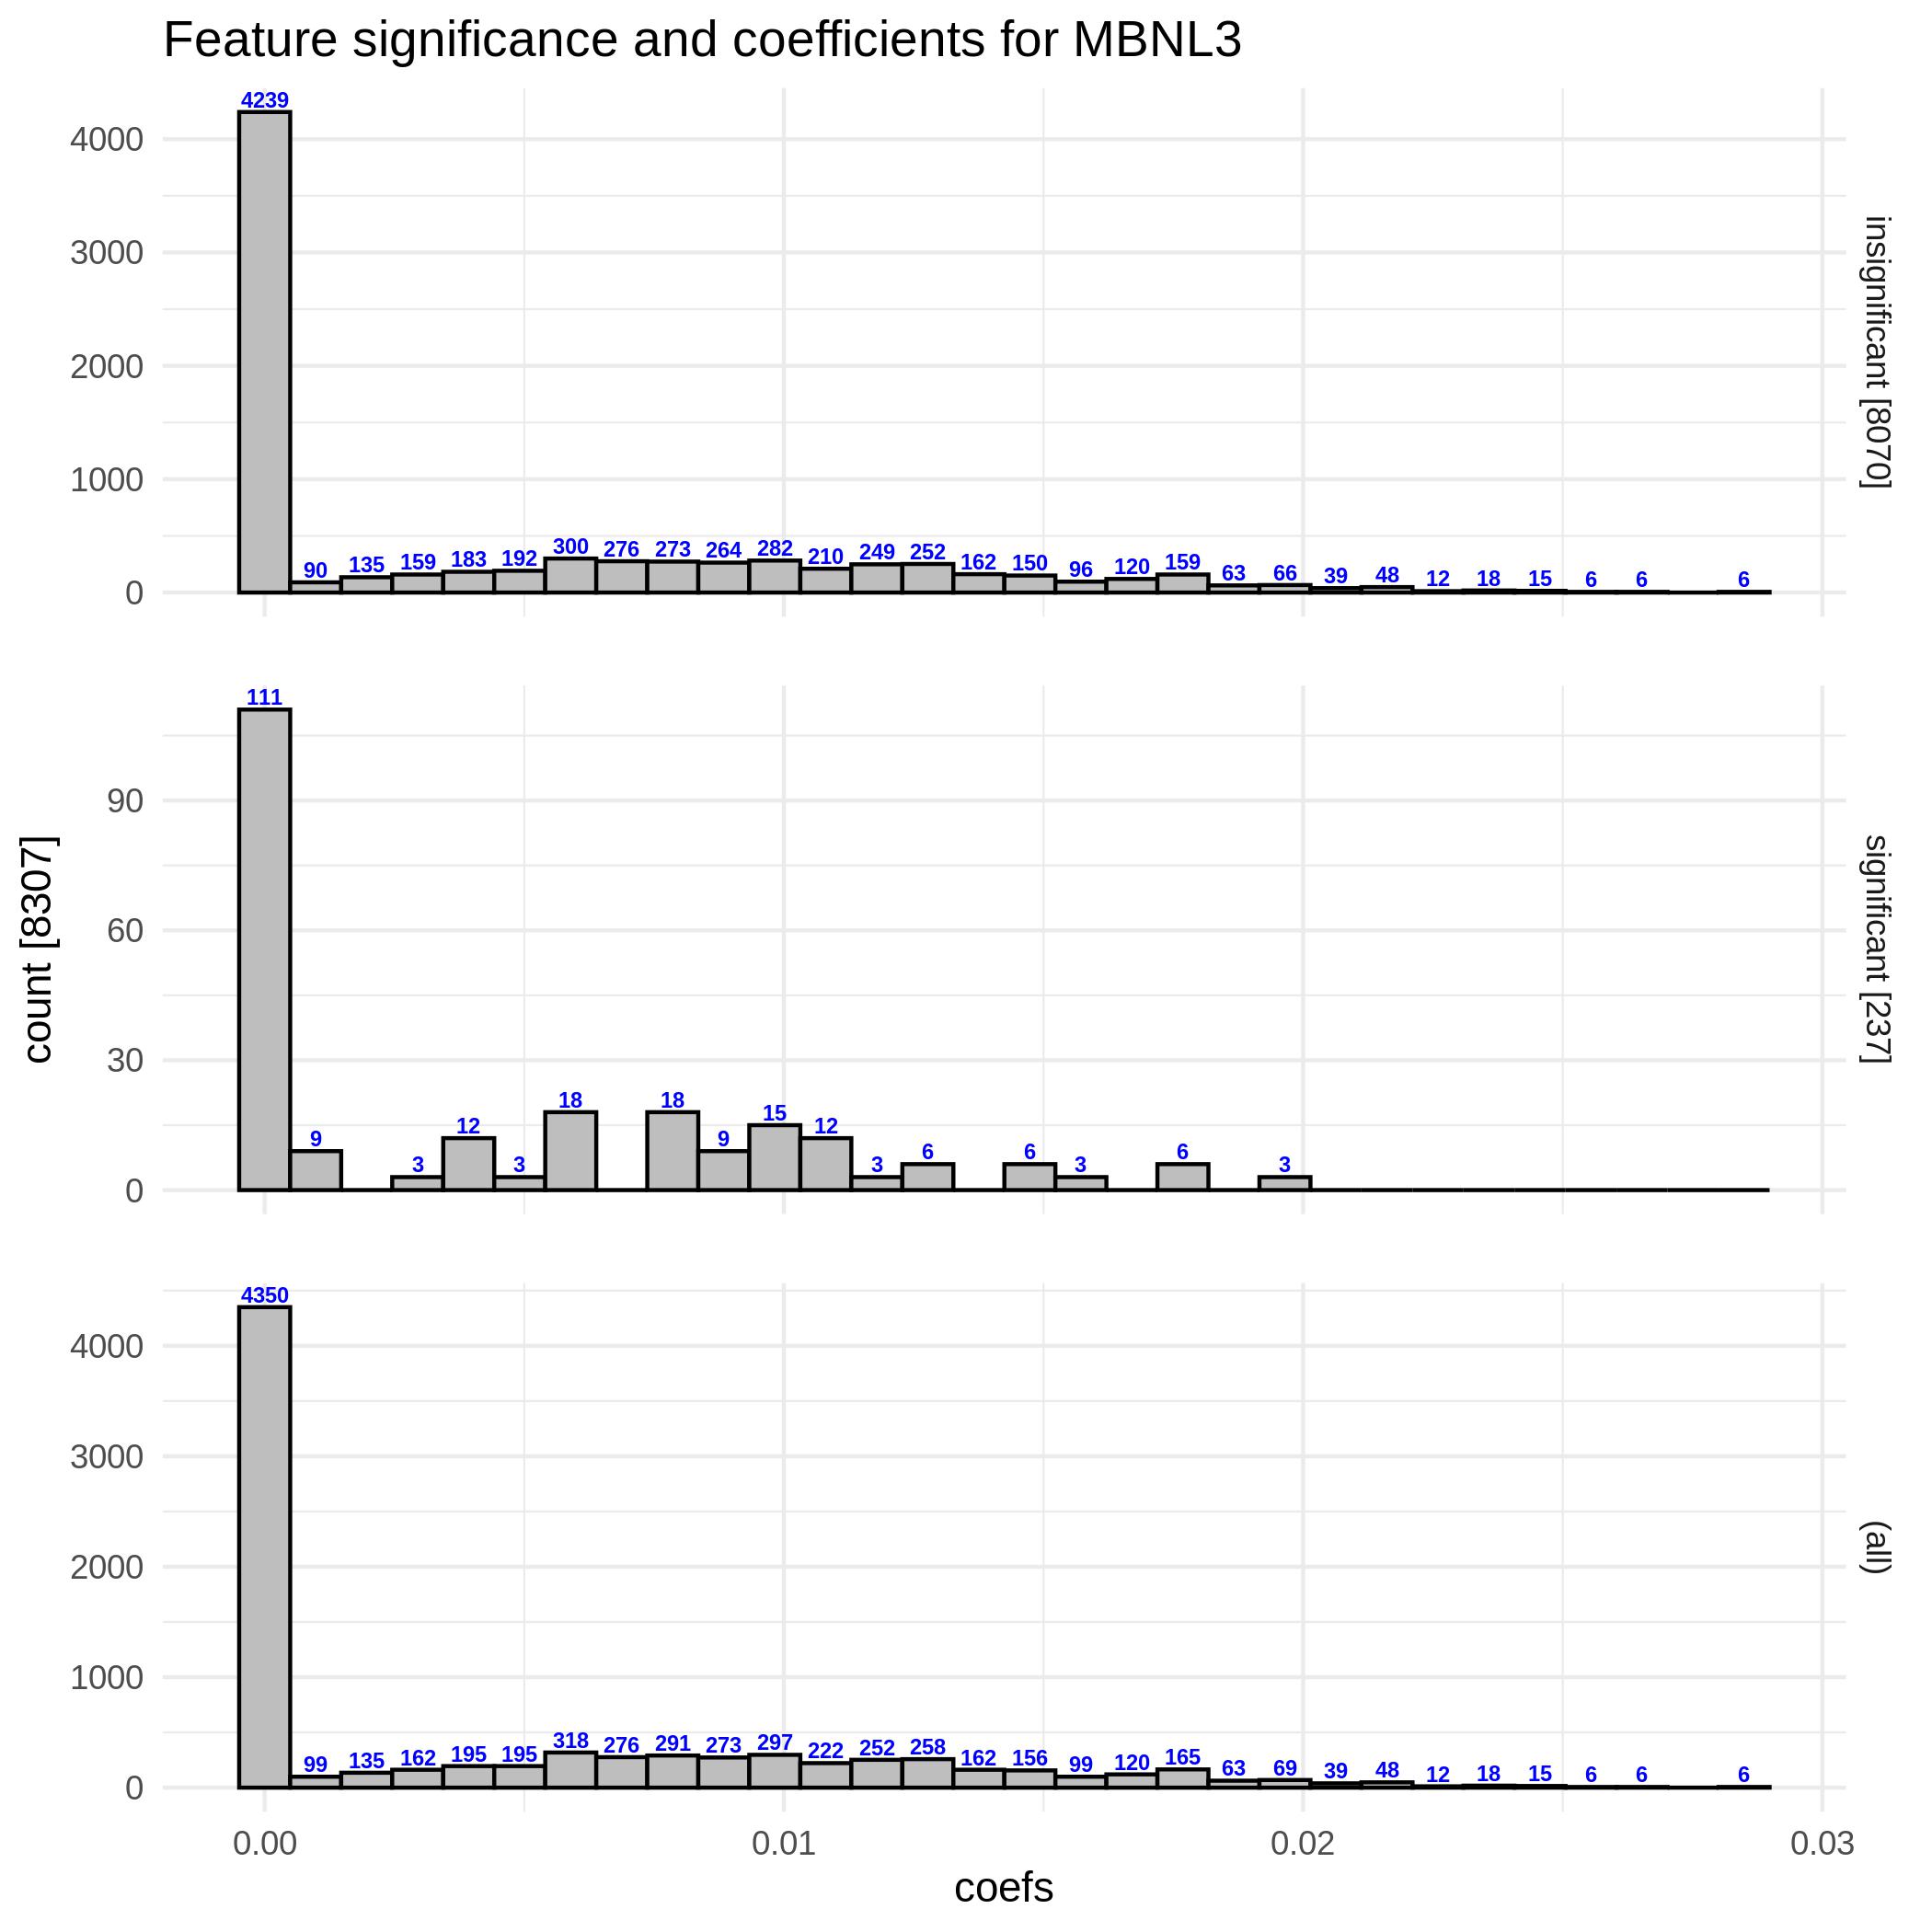 Feature significance and coefficients for MBNL3
count [8307]
4239
4000
3000
2000
1000
0
90 135 159 183 192 300 276 273 264 282 210 249 252 162 150 96 120 159 63 66 39 48 12 18 15 6 6 6
insignificant [8070]
111
90
60
30
0
9 3 12 3 18 18 9 15 12 3 6 6 3 6 3
significant [237]
4350
4000
3000
2000
1000
0
99 135 162 195 195 318 276 291 273 297 222 252 258 162 156 99 120 165 63 69 39 48 12 18 15 6 6 6
(all)
0.00 0.01 0.02 0.03
coefs